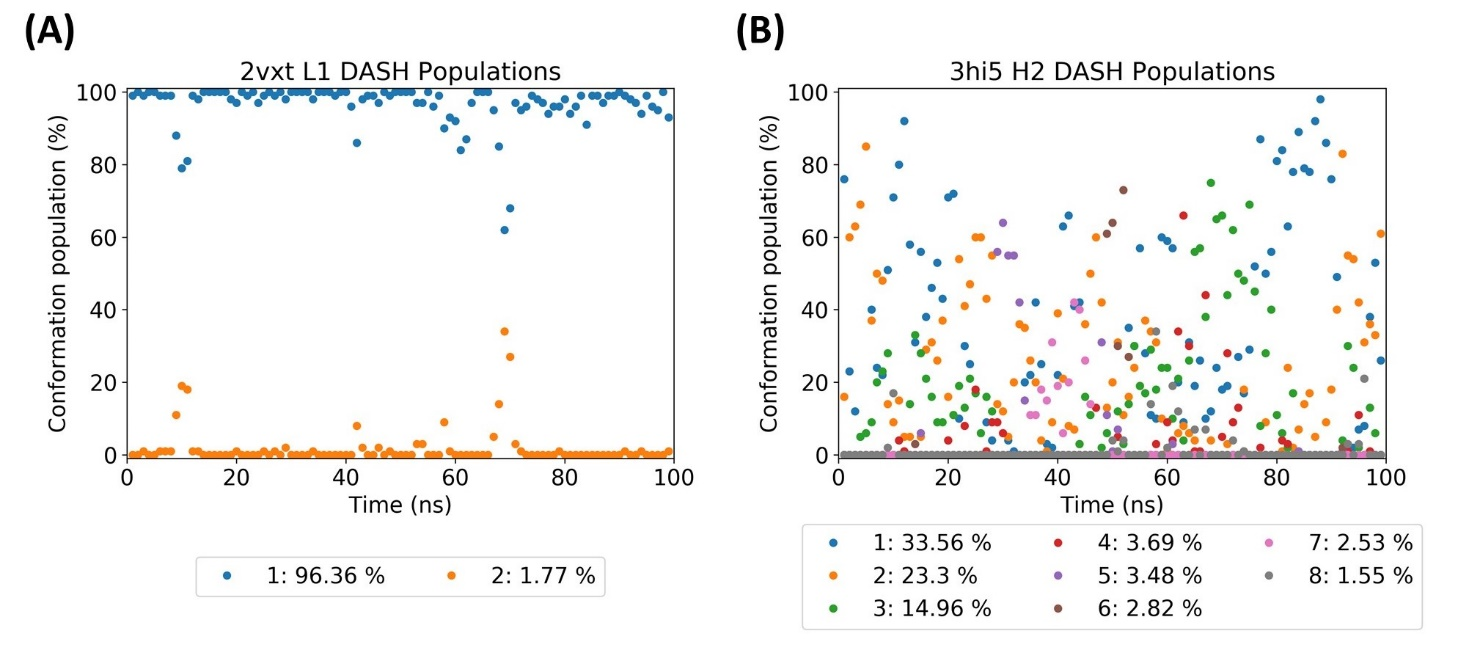 (A)
2vxt L1 DASH Populations
Conformation population (%)
100
80
60
40
20
0
0 20 40 60 80 100
Time (ns)
1: 96.36 % 2: 1.77 %
(B)
3hi5 H2 DASH Populations
Conformation population (%)
100
80
60
40
20
0
0 20 40 60 80 100
Time (ns)
1: 33.56 % 4: 3.69 % 7: 2.53 %
2: 23.3 % 5: 3.48 % 8: 1.55 %
3: 14.96 % 6: 2.82 %